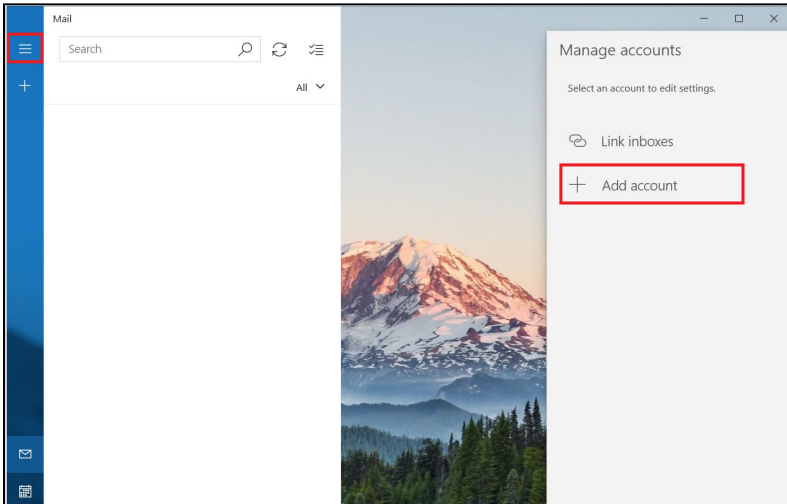 Mail
Search
All
Manage accounts
Select an account to edit settings.
Link inboxes
Add account